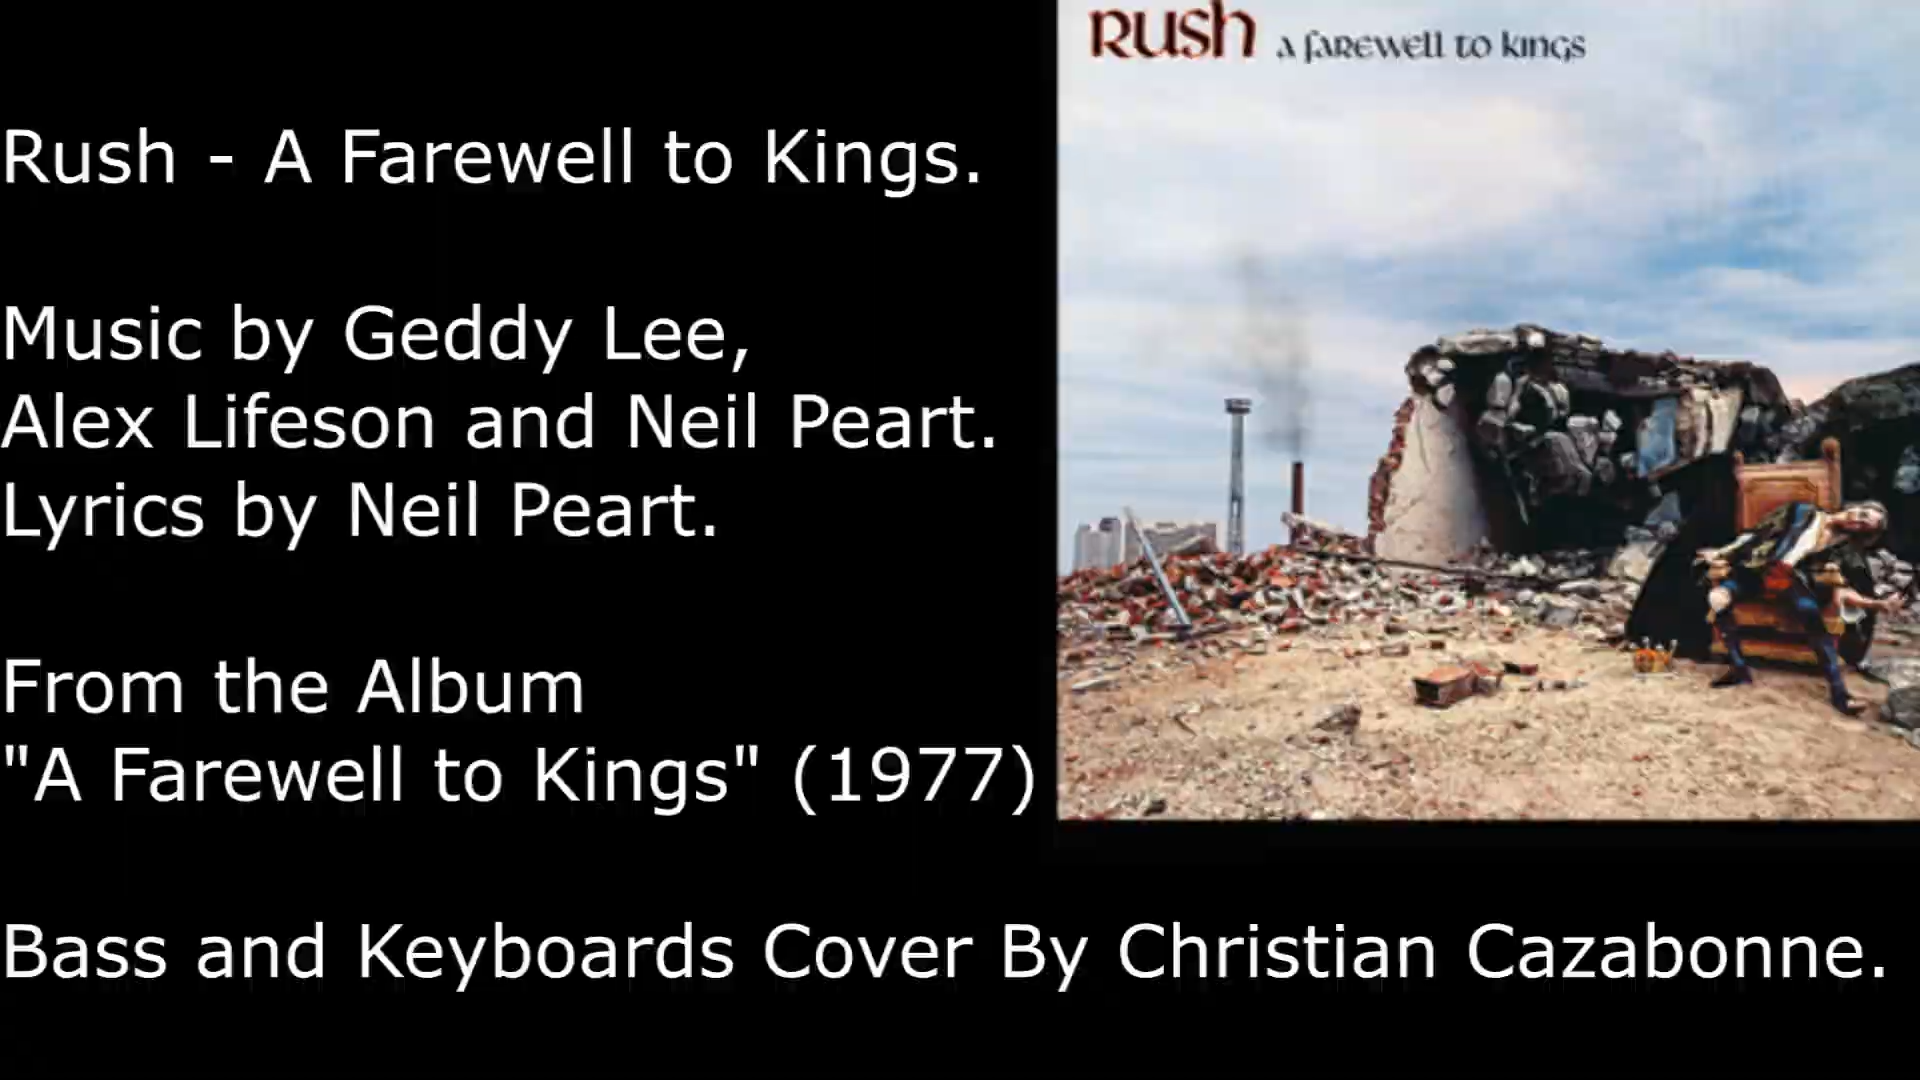 Rush a farewell to kings
Rush - A Farewell to Kings.
Music by Geddy Lee,
Alex Lifeson and Neil Peart.
Lyrics by Neil Peart.
From the Album
"A Farewell to Kings" (1977)
Bass and Keyboards Cover By Christian Cazabonne.